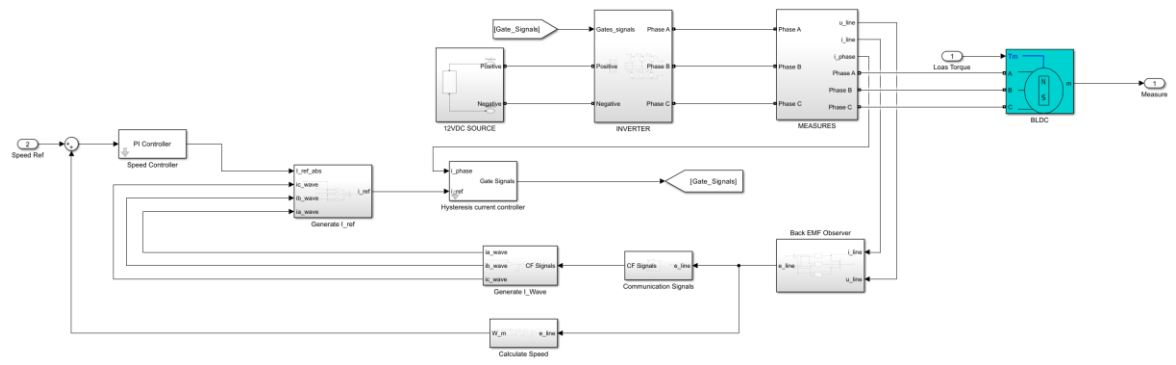 [Gate_Signals]
Gates_signals
Positive
Negative
Phase A
Phase B
Phase C
INVERTER
Positive
Negative
12VDC SOURCE
Phase A
Phase B
Phase C
u_line
i_line
i_phase
Phase A
Phase B
Phase C
MEASURES
1
Loas Torque
Tm
A
B
C
N
S
m
BLDC
1
Measure
2
Speed Ref
PI Controller
Speed Controller
I_ref_abs
ic_wave
ib_wave
ia_wave
i_ref
Generate I_ref
i_phase
i_ref
Gate Signals
Hysteresis current controller
[Gate_Signals]
Back EMF Observer
i_line
u_line
e_line
CF Signals
e_line
Communication Signals
ia_wave
ib_wave
ic_wave
CF Signals
Generate I_Wave
W_m
e_line
Calculate Speed